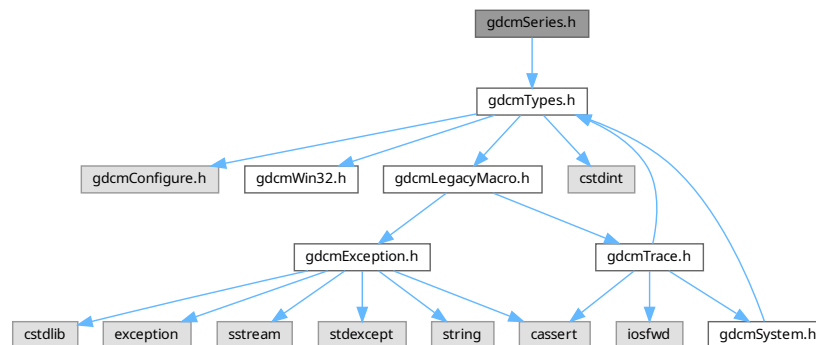 gdcmSeries.h
gdcmTypes.h
gdcmConfigure.h
gdcmWin32.h
gdcmLegacyMacro.h
cstdint
gdcmException.h
gdcmTrace.h
cstdlib
exception
sstream
stdexcept
string
cassert
iosfwd
gdcmSystem.h